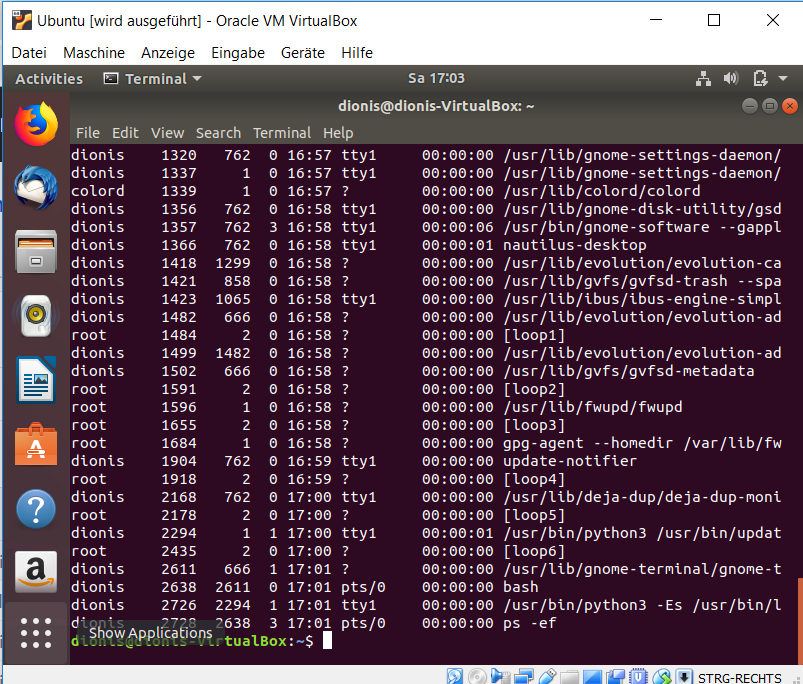 Ubuntu [wird ausgeführt] - Oracle VM VirtualBox
Datei Maschine Anzeige Eingabe Geräte Hilfe
Activities Terminal Sa 17:03
dionis@dionis-VirtualBox: ~
File Edit View Search Terminal Help
dionis 1320 762 0 16:57 tty1 00:00:00 /usr/lib/gnome-settings-daemon/
dionis 1337 1 0 16:57 tty1 00:00:00 /usr/lib/gnome-settings-daemon/
colord 1339 1 0 16:57 ? 00:00:00 /usr/lib/colord/colord
dionis 1356 762 0 16:58 tty1 00:00:00 /usr/lib/gnome-disk-utility/gsd
dionis 1357 762 3 16:58 tty1 00:00:06 /usr/bin/gnome-software --gappl
dionis 1366 762 0 16:58 tty1 00:00:01 nautilus-desktop
dionis 1418 1299 0 16:58 ? 00:00:00 /usr/lib/evolution/evolution-ca
dionis 1421 858 0 16:58 ? 00:00:00 /usr/lib/gvfs/gvfsd-trash --spa
dionis 1423 1065 0 16:58 tty1 00:00:00 /usr/lib/ibus/ibus-engine-simpl
dionis 1482 666 0 16:58 ? 00:00:00 /usr/lib/evolution/evolution-ad
root 1484 2 0 16:58 ? 00:00:00 [loop1]
dionis 1499 1482 0 16:58 ? 00:00:00 /usr/lib/evolution/evolution-ad
dionis 1502 666 0 16:58 ? 00:00:00 /usr/lib/gvfs/gvfsd-metadata
root 1591 2 0 16:58 ? 00:00:00 [loop2]
root 1596 1 0 16:58 ? 00:00:00 /usr/lib/fwupd/fwupd
root 1655 2 0 16:58 ? 00:00:00 [loop3]
root 1684 1 0 16:58 ? 00:00:00 gpg-agent --homedir /var/lib/fw
dionis 1904 762 0 16:59 tty1 00:00:00 update-notifier
root 1918 2 0 16:59 ? 00:00:00 [loop4]
dionis 2168 762 0 17:00 tty1 00:00:00 /usr/lib/deja-dup/deja-dup-moni
root 2178 2 0 17:00 ? 00:00:00 [loop5]
dionis 2294 1 1 17:00 tty1 00:00:01 /usr/bin/python3 /usr/bin/updat
root 2435 2 0 17:00 ? 00:00:00 [loop6]
dionis 2611 666 1 17:01 ? 00:00:00 /usr/lib/gnome-terminal/gnome-t
dionis 2638 2611 0 17:01 pts/0 00:00:00 bash
dionis 2726 2294 1 17:01 tty1 00:00:00 /usr/bin/python3 -Es /usr/bin/l
dionis 2728 2638 3 17:01 pts/0 00:00:00 ps -ef
Show Applications
dionis@dionis-VirtualBox:~$
STRG-RECHTS